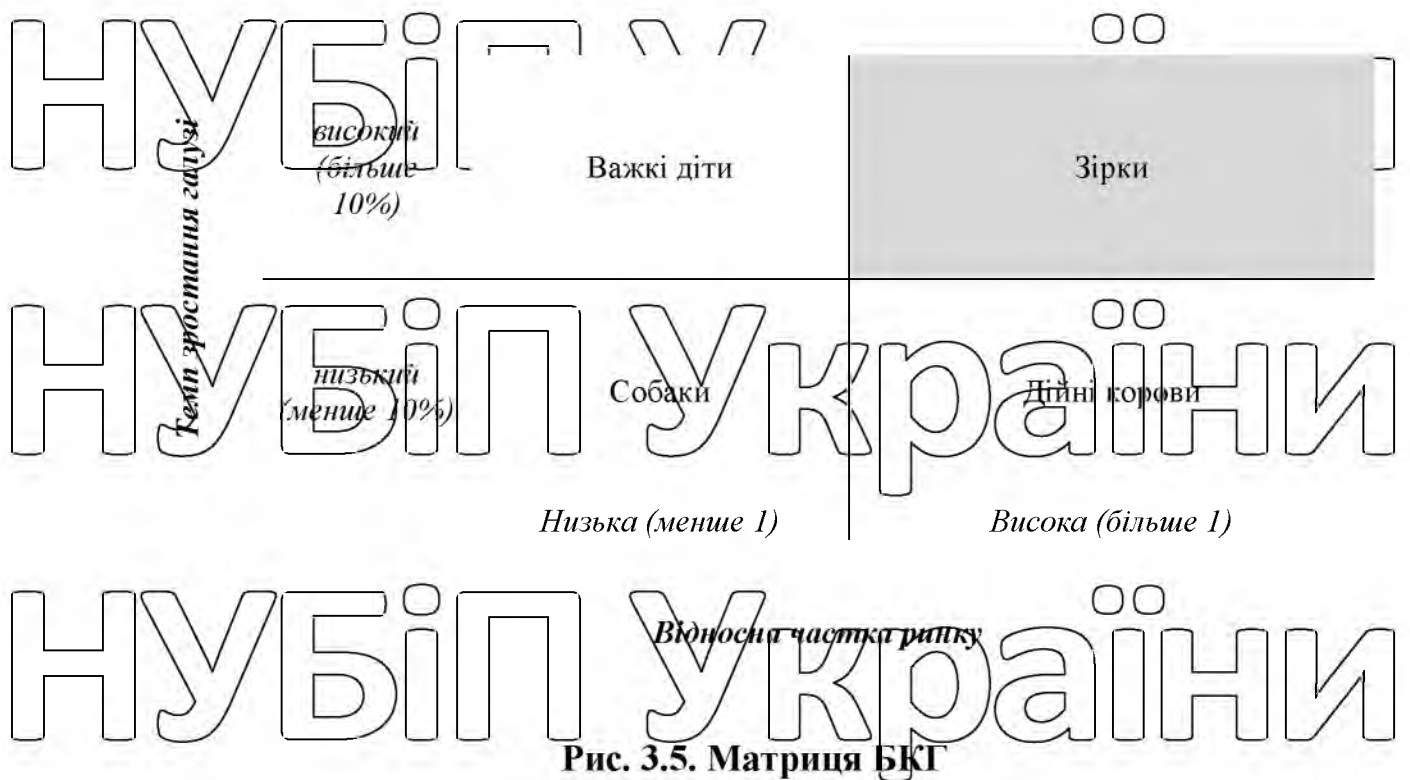 НУБіП України
Темп зростання галузі
високий
(більше
10%)
Важкі діти
Зірки
НУБіП України
низький
(менше 10%)
Собаки
Дійні корови
Низька (менше 1)
Висока (більше 1)
НУБіП України
Відносна частка ринку
Рис. 3.5. Матриця БКГ